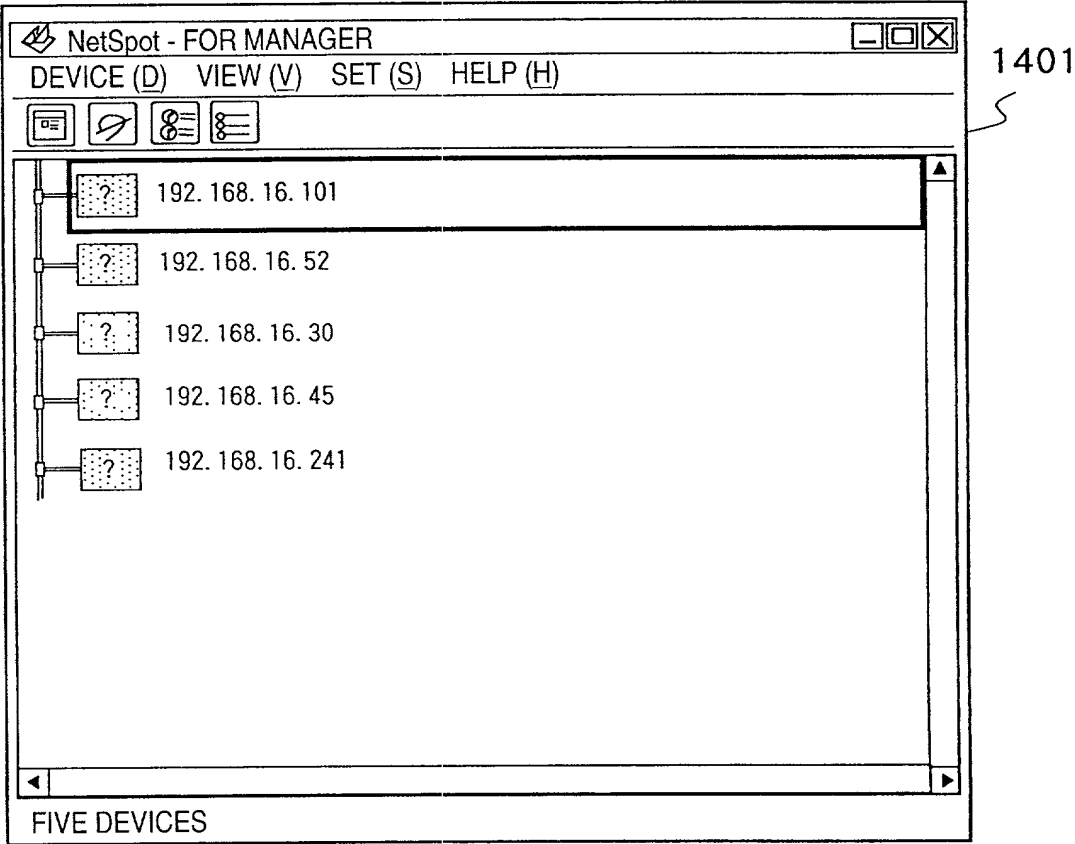 NetSpot - FOR MANAGER
1401
DEVICE (D) VIEW (V) SET (S) HELP (H)
? 192. 168. 16. 101
? 192. 168. 16. 52
? 192. 168. 16. 30
? 192. 168. 16. 45
? 192. 168. 16. 241
FIVE DEVICES